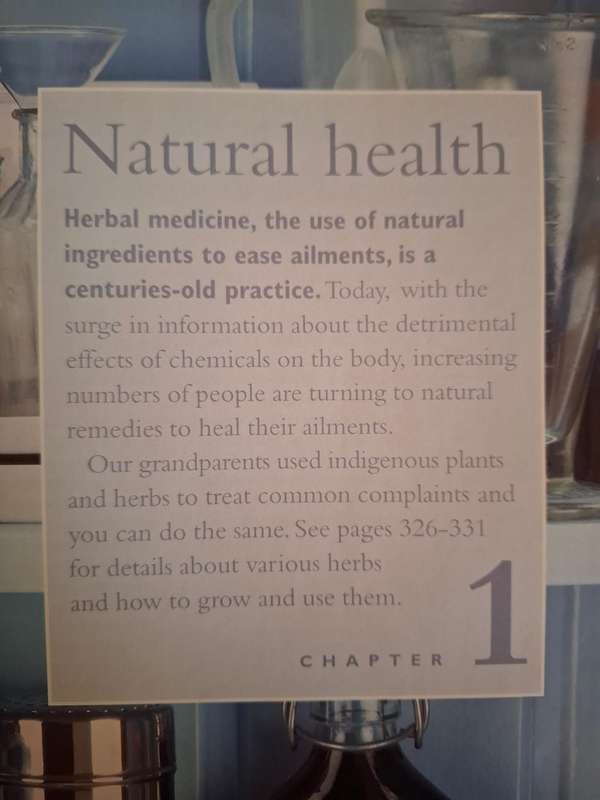 Natural health
Herbal medicine, the use of natural
ingredients to ease ailments, is a
centuries-old practice. Today, with the
surge in information about the detrimental
effects of chemicals on the body, increasing
numbers of people are turning to natural
remedies to heal their ailments.
Our grandparents used indigenous plants
and herbs to treat common complaints and
you can do the same. See pages 326–331
for details about various herbs
and how to grow and use them.
CHAPTER 1